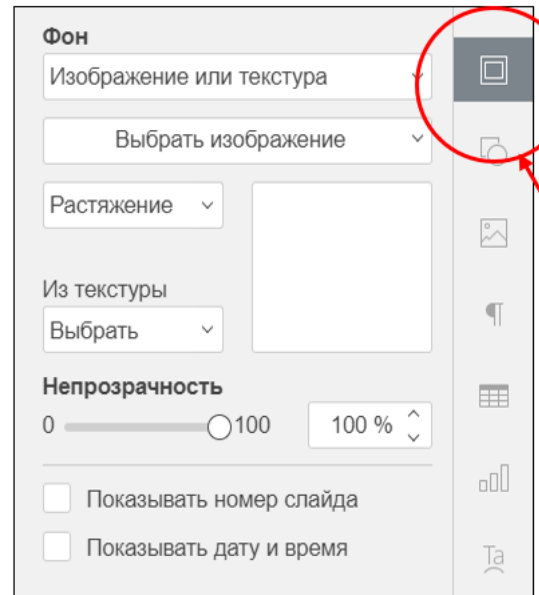 Фон
Изображение или текстура
Выбрать изображение
Растяжение
Из текстуры
Выбрать
Непрозрачность
0 100 100 %
Показывать номер слайда
Показывать дату и время
Ta